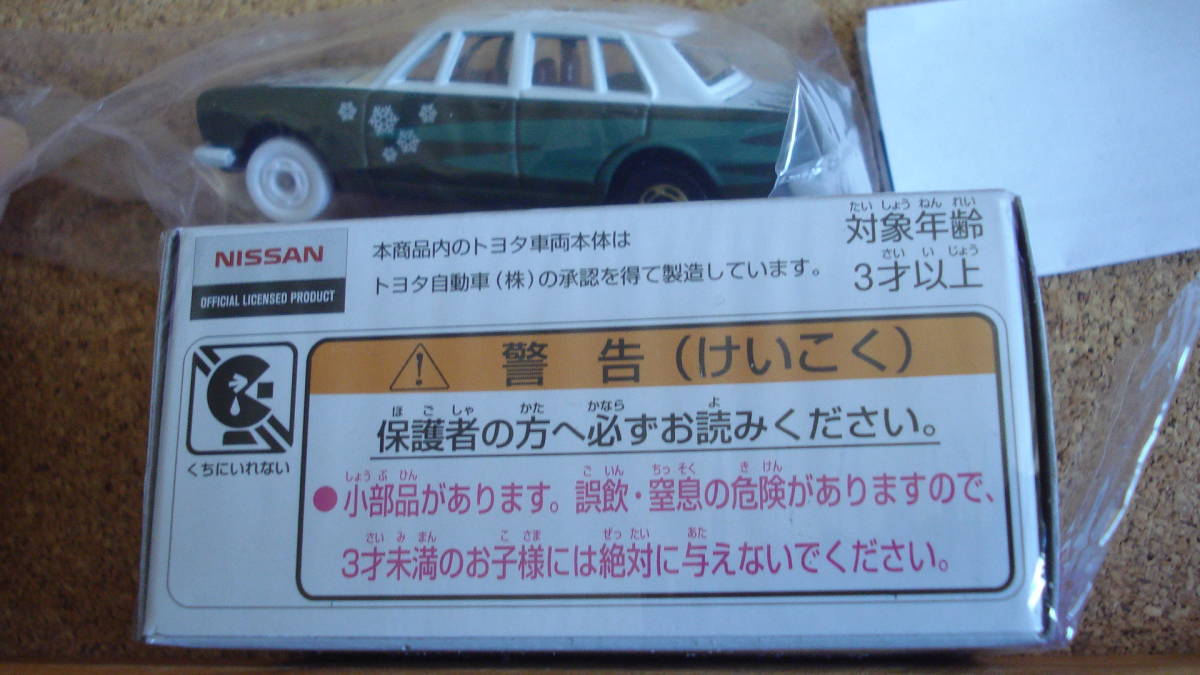 NISSAN
OFFICIAL LICENSED PRODUCT
本商品内のトヨタ車両本体は
トヨタ自動車(株)の承認を得て製造しています。
たいしょうねんれい
対象年齢
さいいじょう
3才以上
くちにいれない
警告(けいこく)
ほごしゃ かた かなら よ
保護者の方へ必ずお読みください。
しょうぶひん ごいん ちっそく きけん
●小部品があります。誤飲・窒息の危険がありますので、
さいみまん こさま ぜったい あた
3才未満のお子様には絶対に与えないでください。